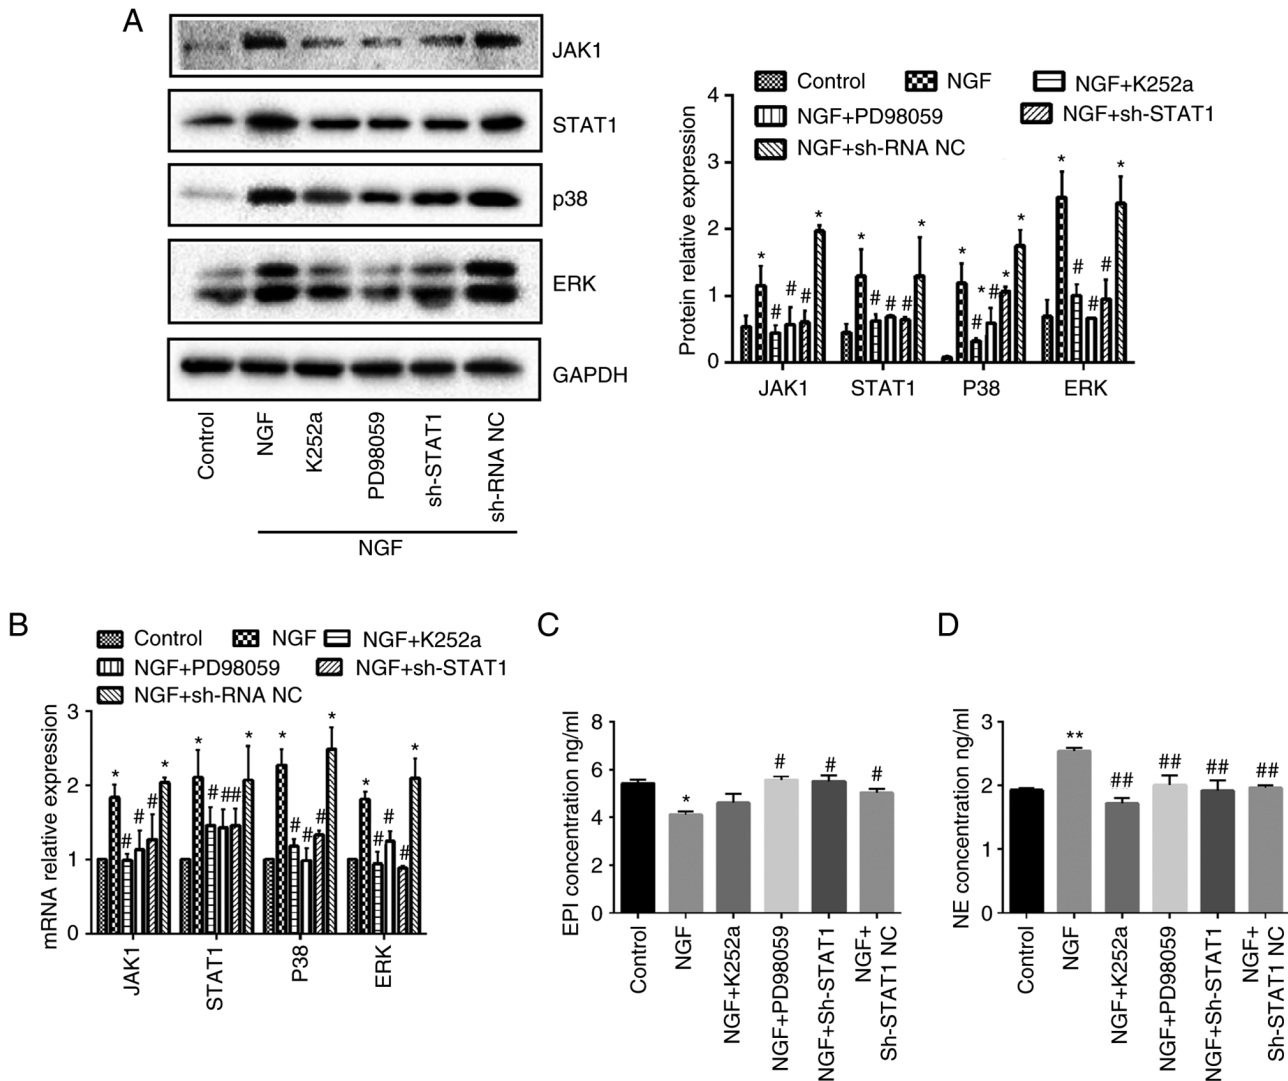 A
JAK1
STAT1
p38
ERK
GAPDH
Control
NGF
K252a
PD98059
sh-STAT1
sh-RNA NC
NGF
Control NGF NGF+K252a
NGF+PD98059 NGF+sh-STAT1
NGF+sh-RNA NC
Protein relative expression
4
3
2
1
0
* * * * * * * *
# # # # # # # * # * # # #
JAK1 STAT1 P38 ERK
B
Control NGF NGF+K252a
NGF+PD98059 NGF+sh-STAT1
NGF+sh-RNA NC
mRNA relative expression
3
2
1
0
* * * * * * * *
# # # # ## # # # # # #
JAK1
STAT1
P38
ERK
C
EPI concentration ng/ml
8
6
4
2
0
* # # #
Control
NGF
NGF+K252a
NGF+PD98059
NGF+Sh-STAT1
NGF+
Sh-STAT1 NC
D
NE concentration ng/ml
3
2
1
0
** ## ## ## ##
Control
NGF
NGF+K252a
NGF+PD98059
NGF+Sh-STAT1
NGF+
Sh-STAT1 NC